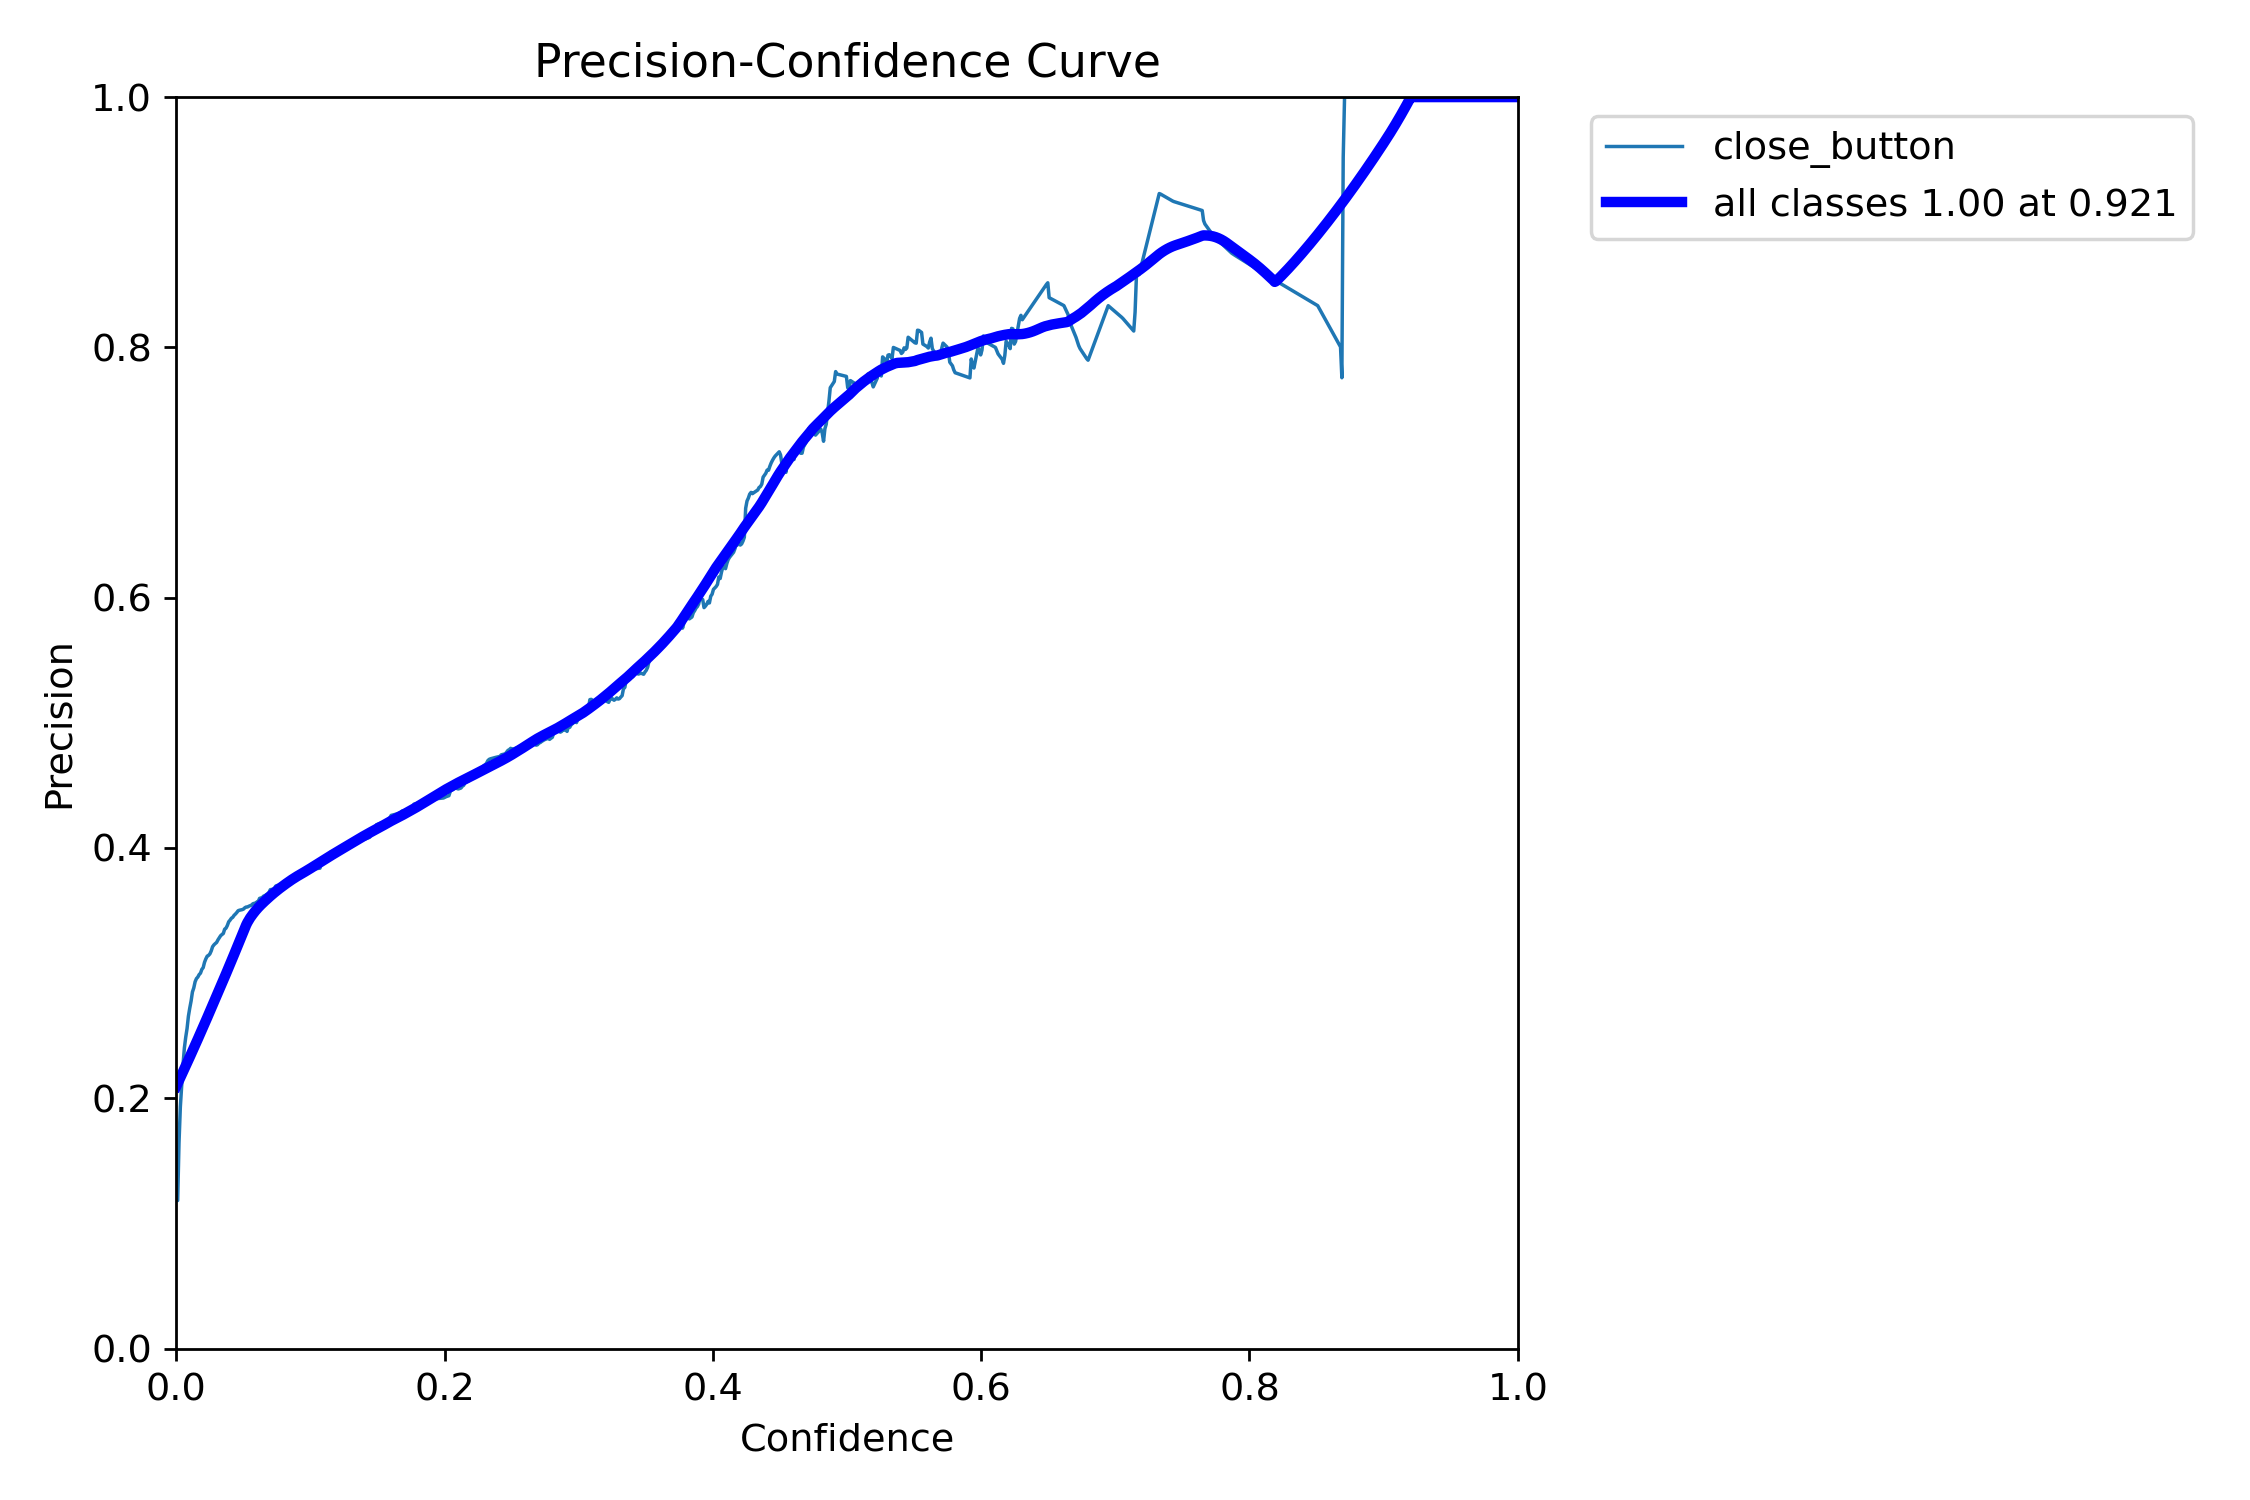 Precision-Confidence Curve
1.0
0.8
0.6
0.4
0.2
0.0
Precision
0.0 0.2 0.4 0.6 0.8 1.0
Confidence
close_button
all classes 1.00 at 0.921